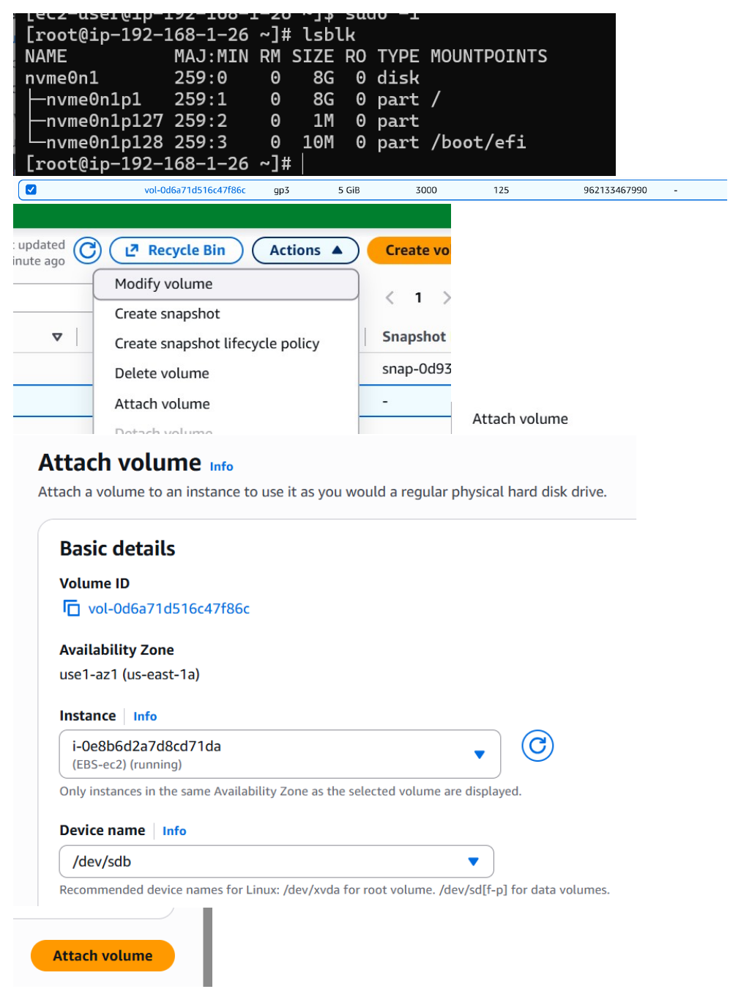 [ec2-user@ip-192-168-1-26 ~]$ sudo -i
[root@ip-192-168-1-26 ~]# lsblk
NAME MAJ:MIN RM SIZE RO TYPE MOUNTPOINTS
nvme0n1 259:0 0 8G 0 disk
├─nvme0n1p1 259:1 0 8G 0 part /
├─nvme0n1p127 259:2 0 1M 0 part
└─nvme0n1p128 259:3 0 10M 0 part /boot/efi
[root@ip-192-168-1-26 ~]#
vol-0d6a71d516c47f86c gp3 5 GiB 3000 125 962133467990 -
updated
inute ago
Recycle Bin
Actions
Create vo
Modify volume
1
Create snapshot
Snapshot
Create snapshot lifecycle policy
Delete volume
snap-0d93
Attach volume
-
Detach volume
Attach volume
Attach volume Info
Attach a volume to an instance to use it as you would a regular physical hard disk drive.
Basic details
Volume ID
vol-0d6a71d516c47f86c
Availability Zone
use1-az1 (us-east-1a)
Instance | Info
i-0e8b6d2a7d8cd71da
(EBS-ec2) (running)
Only instances in the same Availability Zone as the selected volume are displayed.
Device name | Info
/dev/sdb
Recommended device names for Linux: /dev/xvda for root volume. /dev/sd[f-p] for data volumes.
Attach volume